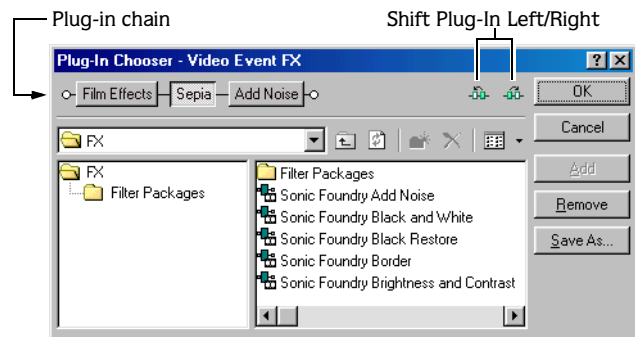 Plug-in chain
Shift Plug-In Left/Right
Plug-In Chooser - Video Event FX
Film Effects
Sepia
Add Noise
OK
FX
Cancel
FX
Filter Packages
Filter Packages
Sonic Foundry Add Noise
Sonic Foundry Black and White
Sonic Foundry Black Restore
Sonic Foundry Border
Sonic Foundry Brightness and Contrast
Add
Remove
Save As...